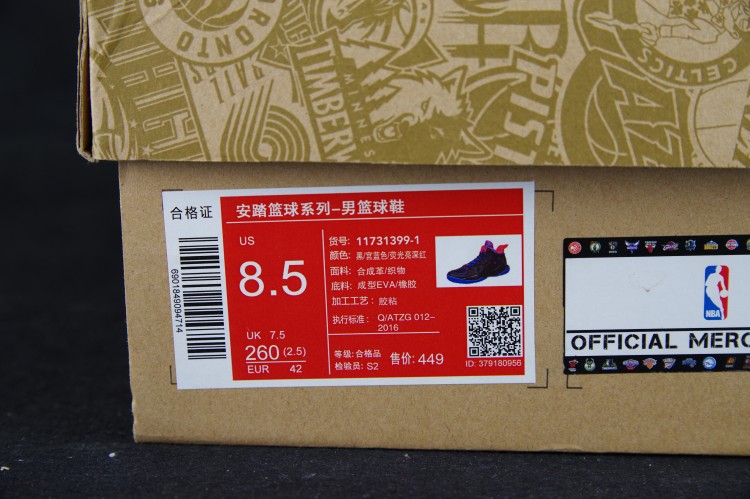 TORONTO
TRAIL
MINNES
TIMBERW
PIST
CELTICS
合格证
6901849094714
安踏篮球系列-男篮球鞋
US
8.5
UK 7.5
260 (2.5)
EUR 42
货号: 11731399-1
颜色: 黑/宫蓝色/荧光亮深红
面料: 合成革/织物
底料: 成型EVA/橡胶
加工工艺: 胶粘
执行标准: Q/ATZG 012-
2016
等级: 合格品
检验员: S2
售价: 449
ID: 379180956
NBA
OFFICIAL MERC